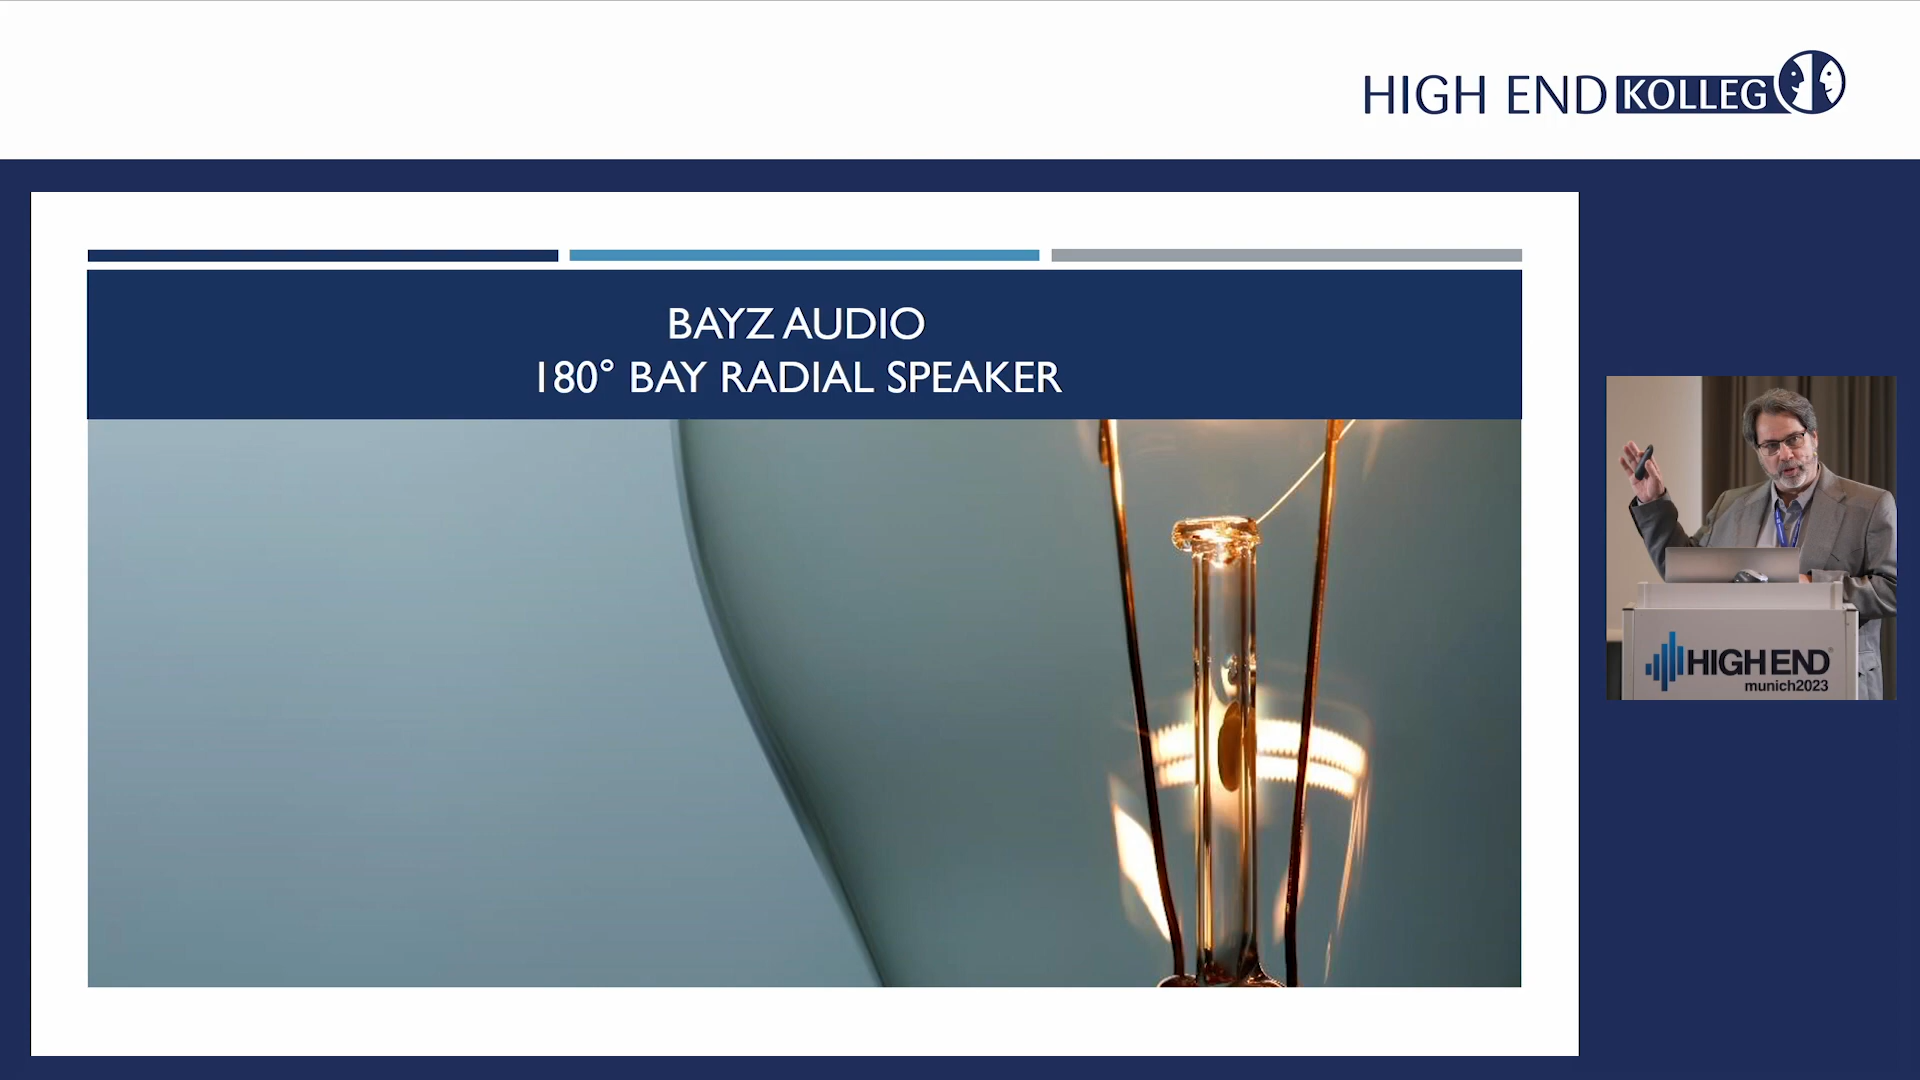 HIGH END KOLLEG
BAYZ AUDIO
180° BAY RADIAL SPEAKER
HIGH END
munich2023